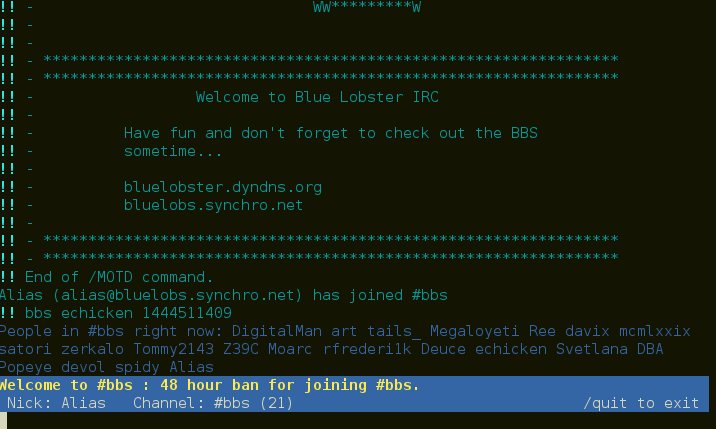 !! -                               WW*********W
!! -
!! -
!! - ****************************************************************
!! - ****************************************************************
!! -                  Welcome to Blue Lobster IRC
!! -
!! -          Have fun and don't forget to check out the BBS
!! -          sometime...
!! -
!! -          bluelobster.dyndns.org
!! -          bluelobs.synchro.net
!! -
!! - ****************************************************************
!! - ****************************************************************
!! End of /MOTD command.
Alias (alias@bluelobs.synchro.net) has joined #bbs
!! bbs echicken 1444511409
People in #bbs right now: DigitalMan art tails_ Megaloyeti Ree davix mcmlxxix
satori zerkalo Tommy2143 Z39C Moarc rfrederi1k Deuce echicken Svetlana DBA
Popeye devol spidy Alias
Welcome to #bbs : 48 hour ban for joining #bbs.
Nick: Alias   Channel: #bbs (21)                                /quit to exit